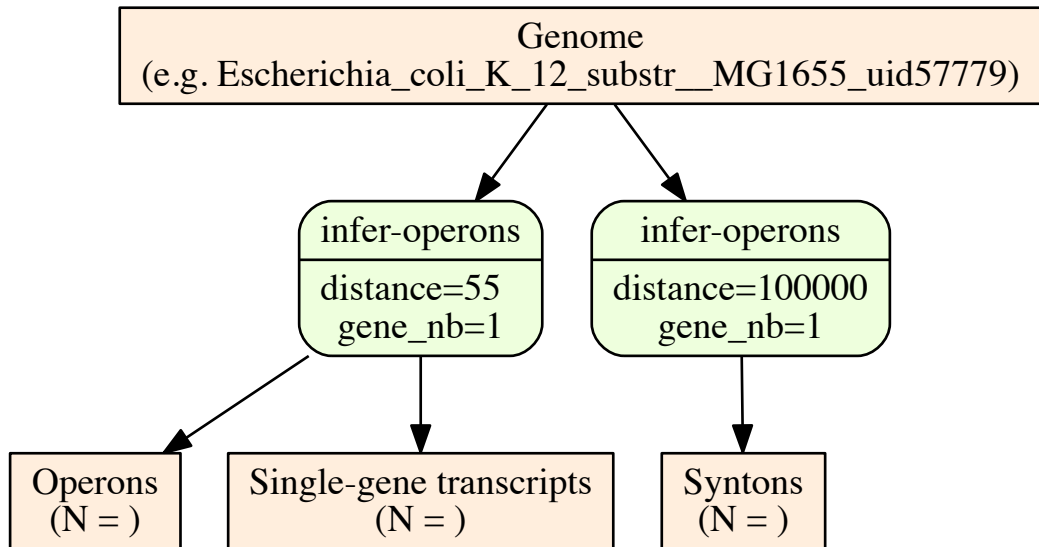 Genome
(e.g. Escherichia_coli_K_12_substr__MG1655_uid57779)
infer-operons
distance=55
gene_nb=1
infer-operons
distance=100000
gene_nb=1
Operons
(N = )
Single-gene transcripts
(N = )
Syntons
(N = )